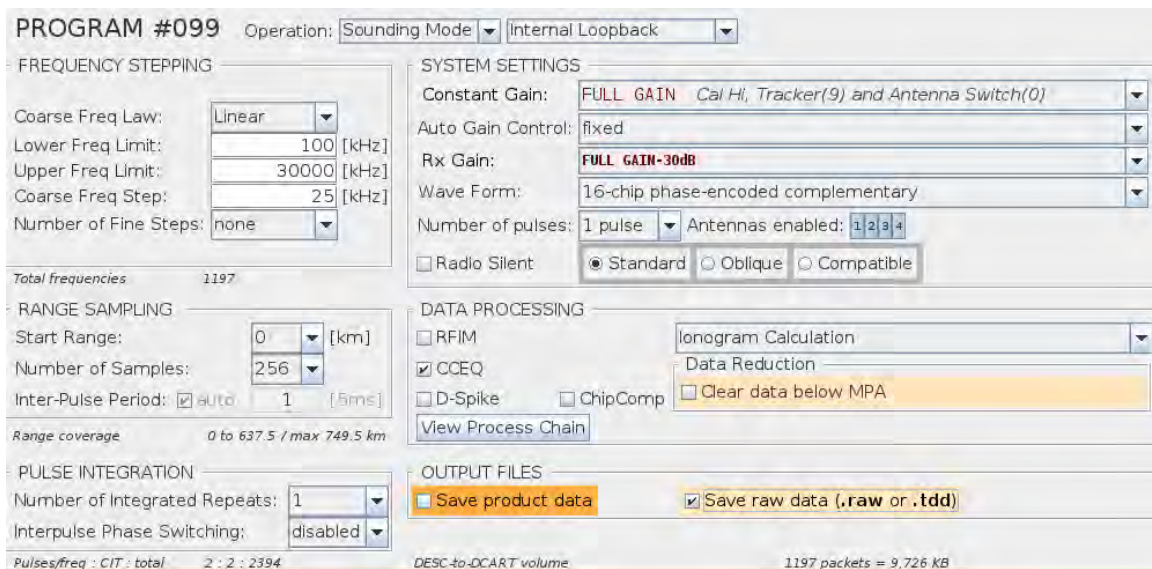 PROGRAM #099 Operation: Sounding Mode Internal Loopback
FREQUENCY STEPPING
Coarse Freq Law: Linear
Lower Freq Limit: 100 [kHz]
Upper Freq Limit: 30000 [kHz]
Coarse Freq Step: 25 [kHz]
Number of Fine Steps: none
Total frequencies 1197
SYSTEM SETTINGS
Constant Gain: FULL GAIN Cal Hi, Tracker(9) and Antenna Switch(0)
Auto Gain Control: fixed
Rx Gain: FULL GAIN-30dB
Wave Form: 16-chip phase-encoded complementary
Number of pulses: 1 pulse Antennas enabled: 1 2 3 4
Radio Silent Standard Oblique Compatible
RANGE SAMPLING
Start Range: 0 [km]
Number of Samples: 256
Inter-Pulse Period: auto 1 [5ms]
Range coverage 0 to 637.5 / max 749.5 km
DATA PROCESSING
RFIM Ionogram Calculation
CCEQ Data Reduction
D-Spike ChipComp Clear data below MPA
View Process Chain
PULSE INTEGRATION
Number of Integrated Repeats: 1
Interpulse Phase Switching: disabled
Pulses/freq : CIT : total 2 : 2 : 2394
OUTPUT FILES
Save product data Save raw data (.raw or .tdd)
DESC-to-DCART volume 1197 packets = 9,726 KB